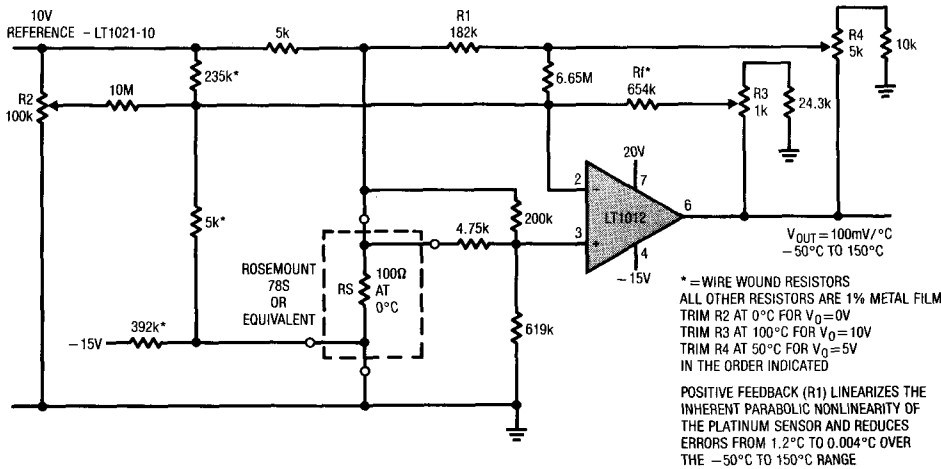 10V
REFERENCE – LT1021-10
5k
R1
182k
R4
5k
10k
235k*
6.65M
Rf*
654k
R3
1k
24.3k
R2
100k
10M
20V
2
7
–
LT1012
6
3
+
4
–15V
5k*
200k
4.75k
VOUT = 100mV/°C
–50°C TO 150°C
ROSEMOUNT
78S
OR
EQUIVALENT
RS
100Ω
AT
0°C
619k
392k*
–15V
* = WIRE WOUND RESISTORS
ALL OTHER RESISTORS ARE 1% METAL FILM
TRIM R2 AT 0°C FOR VO = 0V
TRIM R3 AT 100°C FOR VO = 10V
TRIM R4 AT 50°C FOR VO = 5V
IN THE ORDER INDICATED
POSITIVE FEEDBACK (R1) LINEARIZES THE
INHERENT PARABOLIC NONLINEARITY OF
THE PLATINUM SENSOR AND REDUCES
ERRORS FROM 1.2°C TO 0.004°C OVER
THE –50°C TO 150°C RANGE